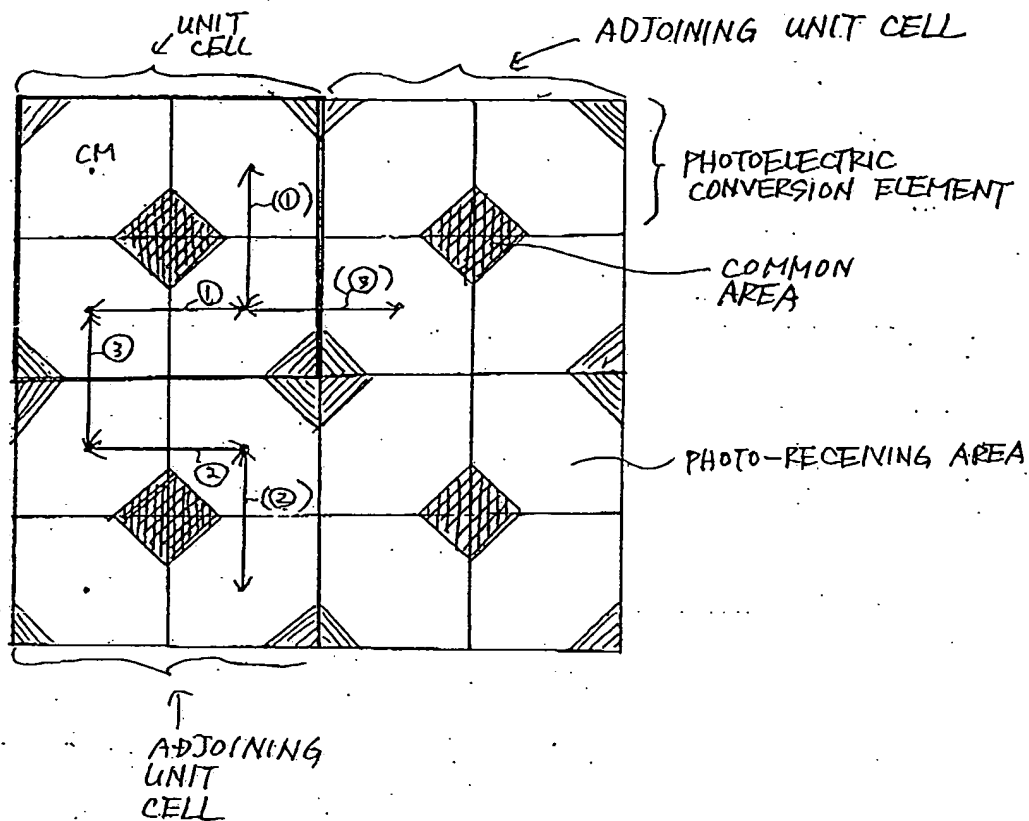 UNIT
CELL
ADJOINING UNIT CELL
CM
PHOTOELECTRIC
CONVERSION ELEMENT
(①)
COMMON
AREA
①
(③)
③
②
PHOTO-RECEIVING AREA
(②)
ADJOINING
UNIT
CELL